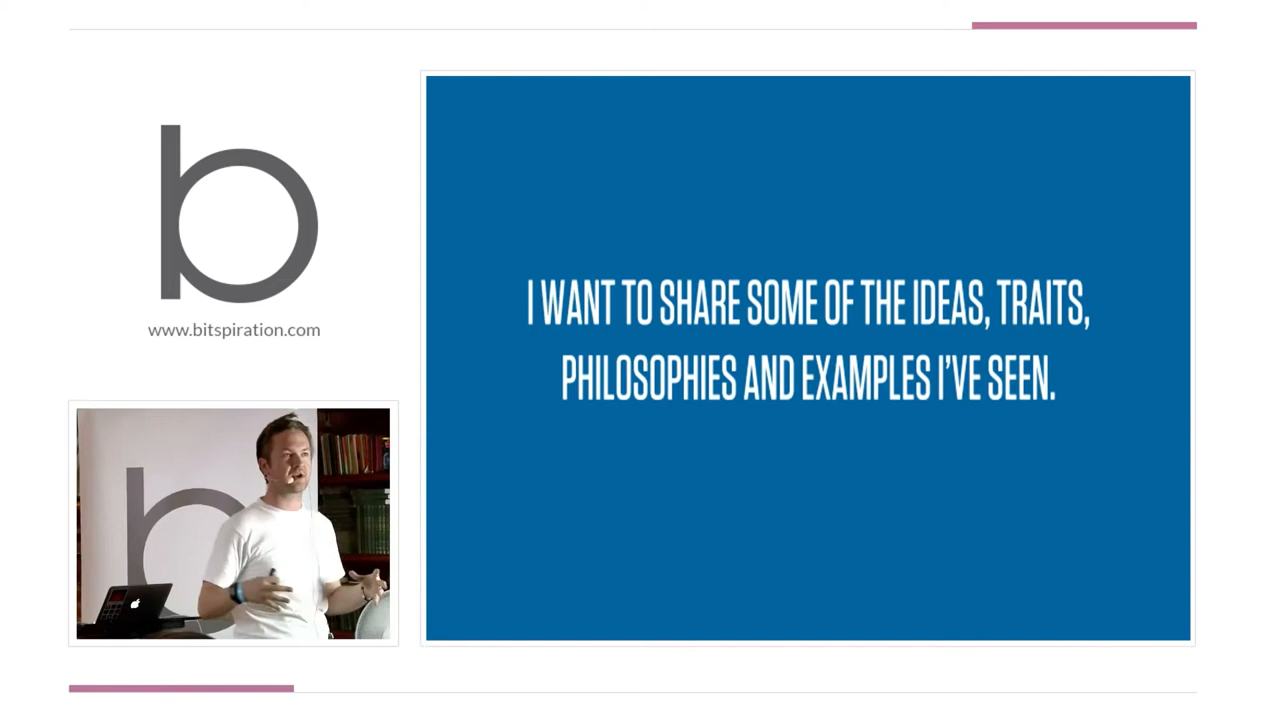 b
www.bitspiration.com
I WANT TO SHARE SOME OF THE IDEAS, TRAITS,
PHILOSOPHIES AND EXAMPLES I'VE SEEN.
b